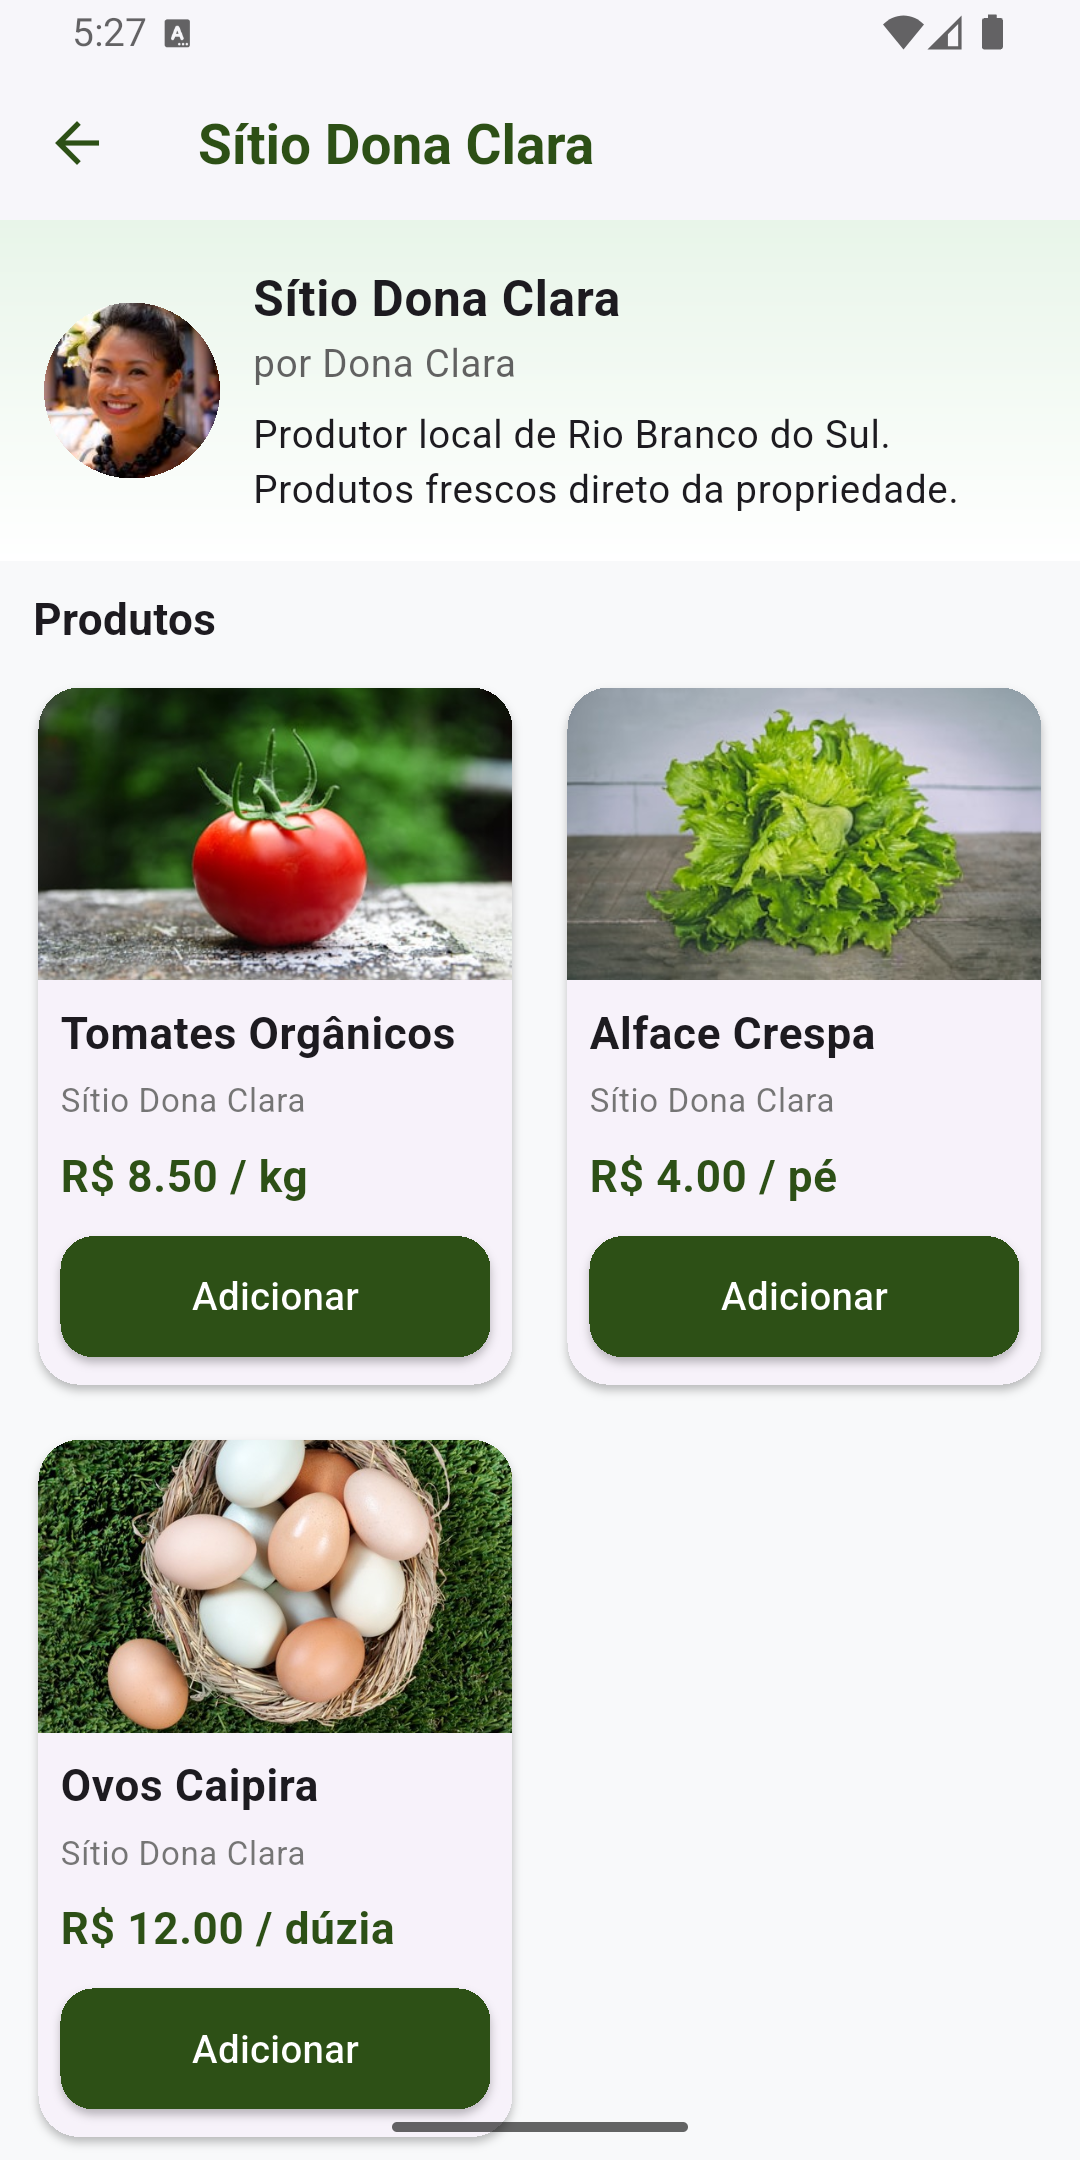 5:27
Sítio Dona Clara
Sítio Dona Clara
por Dona Clara
Produtor local de Rio Branco do Sul.
Produtos frescos direto da propriedade.
Produtos
Tomates Orgânicos
Sítio Dona Clara
R$ 8.50 / kg
Adicionar
Alface Crespa
Sítio Dona Clara
R$ 4.00 / pé
Adicionar
Ovos Caipira
Sítio Dona Clara
R$ 12.00 / dúzia
Adicionar